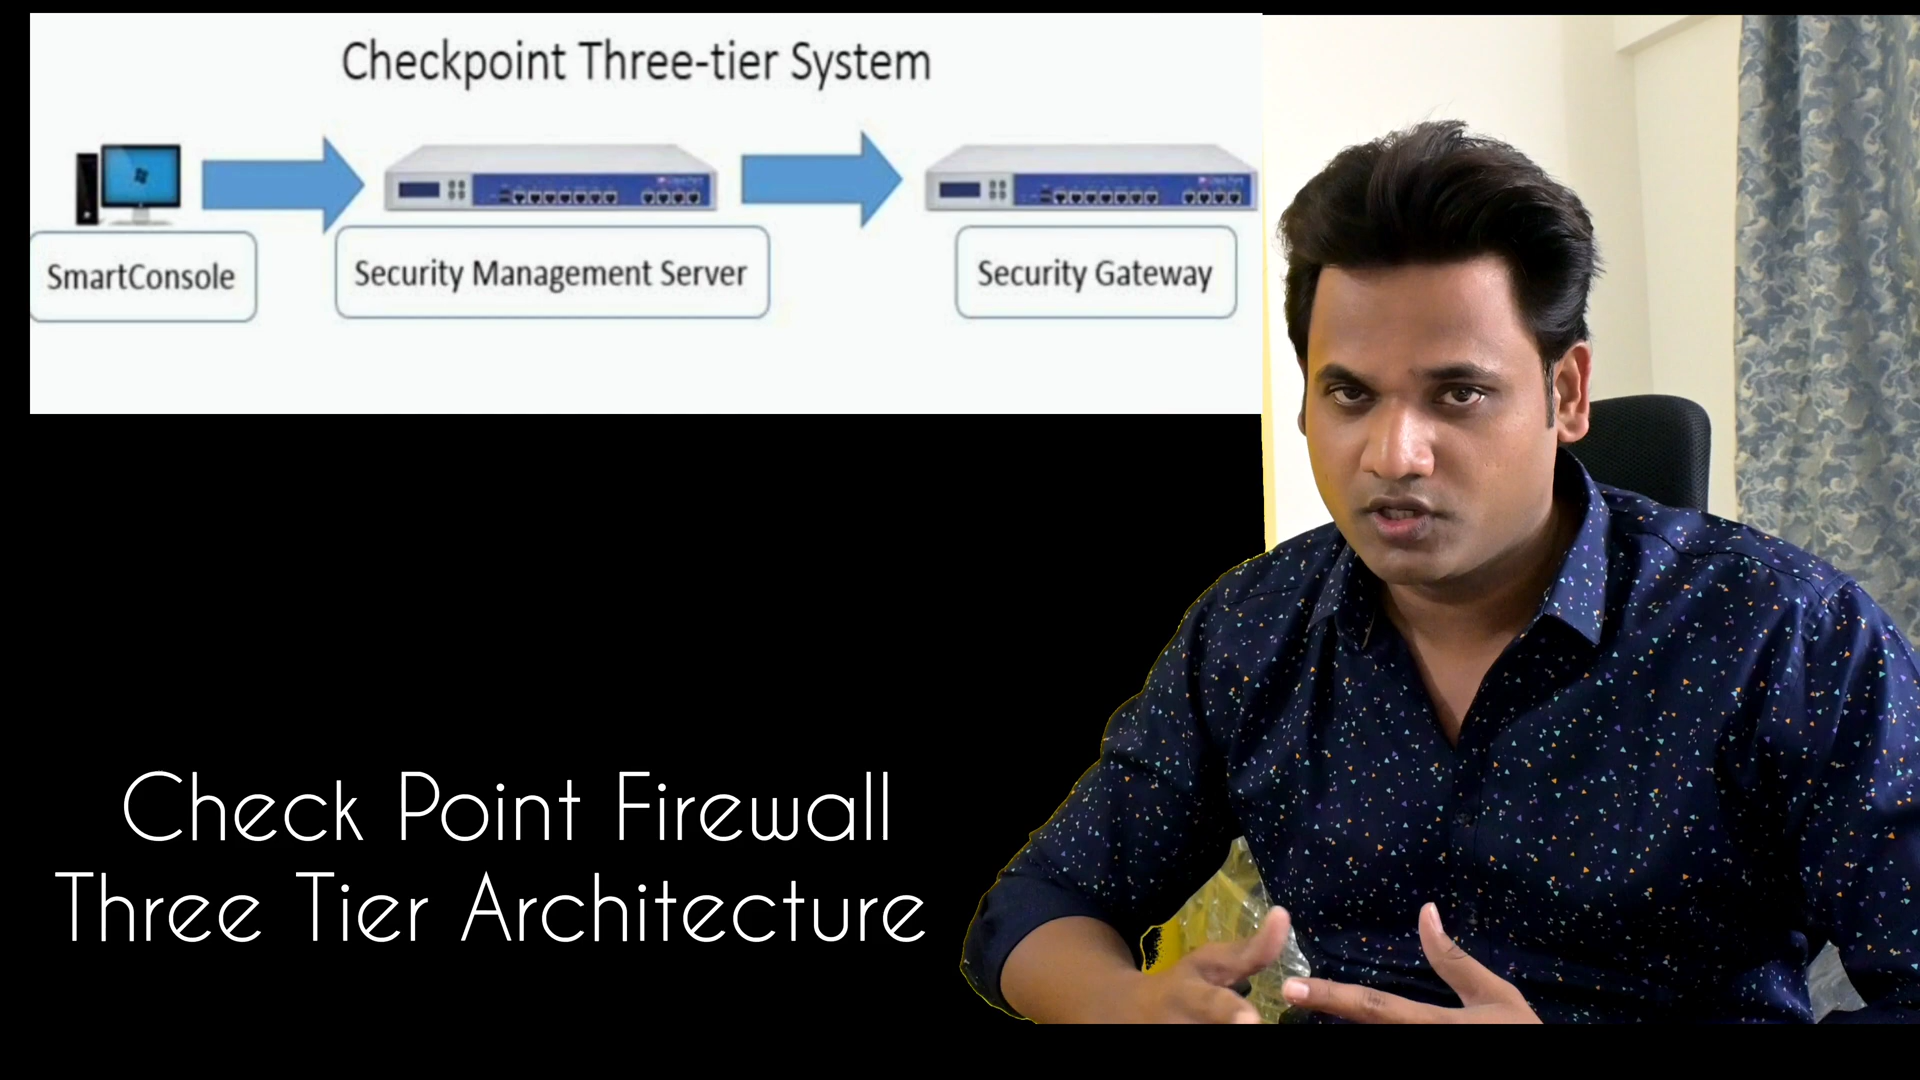 Checkpoint Three-tier System
SmartConsole
Security Management Server
Security Gateway
Check Point Firewall
Three Tier Architecture